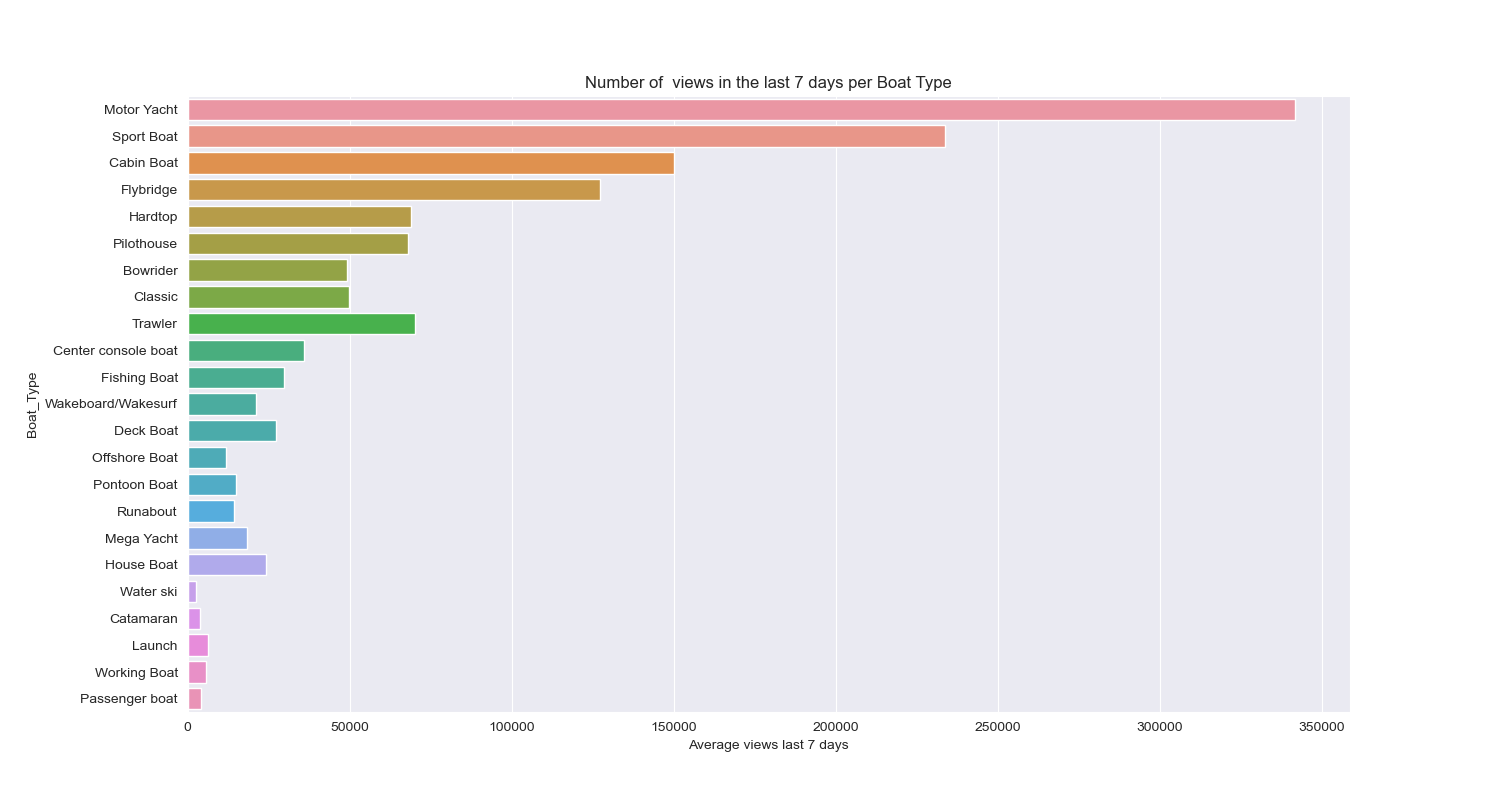 Number of  views in the last 7 days per Boat Type
Boat_Type
Motor Yacht
Sport Boat
Cabin Boat
Flybridge
Hardtop
Pilothouse
Bowrider
Classic
Trawler
Center console boat
Fishing Boat
Wakeboard/Wakesurf
Deck Boat
Offshore Boat
Pontoon Boat
Runabout
Mega Yacht
House Boat
Water ski
Catamaran
Launch
Working Boat
Passenger boat
0 50000 100000 150000 200000 250000 300000 350000
Average views last 7 days